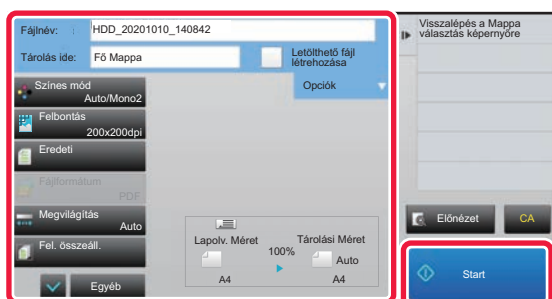 Fájlnév: :
HDD_20201010_140842
Tárolás ide:
Fő Mappa
Letölthető fájl
létrehozása
Színes mód
Auto/Mono2
Felbontás
200x200dpi
Eredeti
Fájlformátum
PDF
Megvilágítás
Auto
Fel. összeáll.
Egyéb
Opciók
Lapolv. Méret
A4
100%
Tárolási Méret
Auto
A4
Visszalépés a Mappa
választás képernyőre
Előnézet
CA
Start